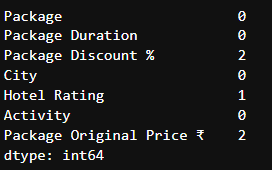 Package 0
Package Duration 0
Package Discount % 2
City 0
Hotel Rating 1
Activity 0
Package Original Price ₹ 2
dtype: int64